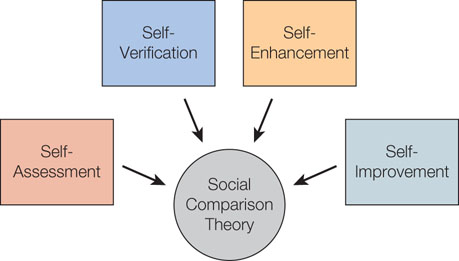 Self-
Verification
Self-
Enhancement
Self-
Assessment
Self-
Improvement
Social
Comparison
Theory